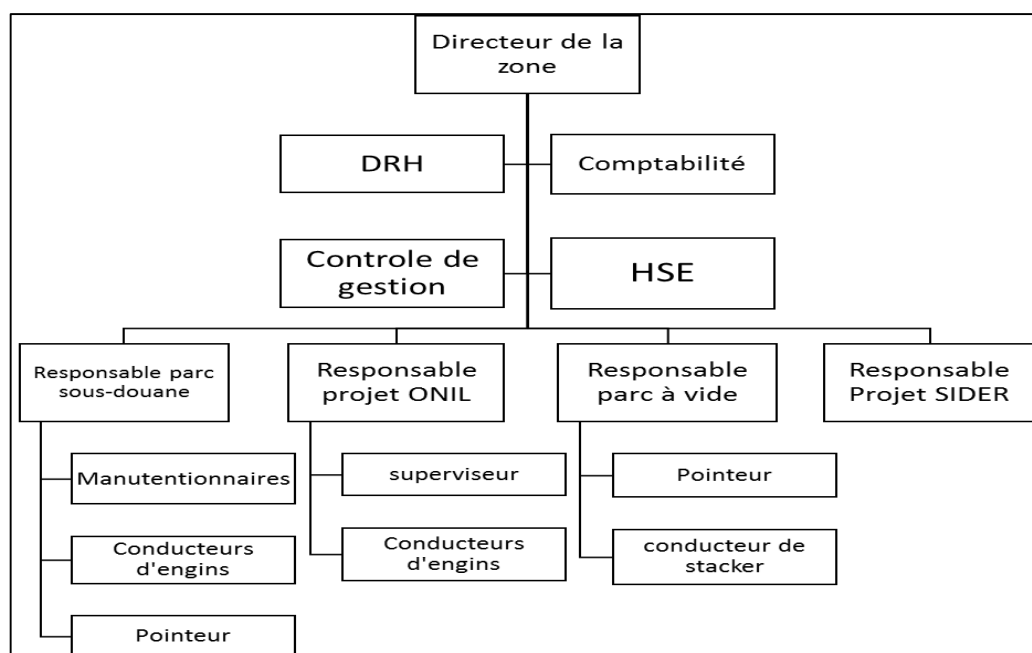 Directeur de la
zone
DRH
Comptabilité
Controle de
gestion
HSE
Responsable parc
sous-douane
Responsable
projet ONIL
Responsable
parc à vide
Responsable
Projet SIDER
Manutentionnaires
superviseur
Pointeur
Conducteurs
d'engins
Conducteurs
d'engins
conducteur de
stacker
Pointeur